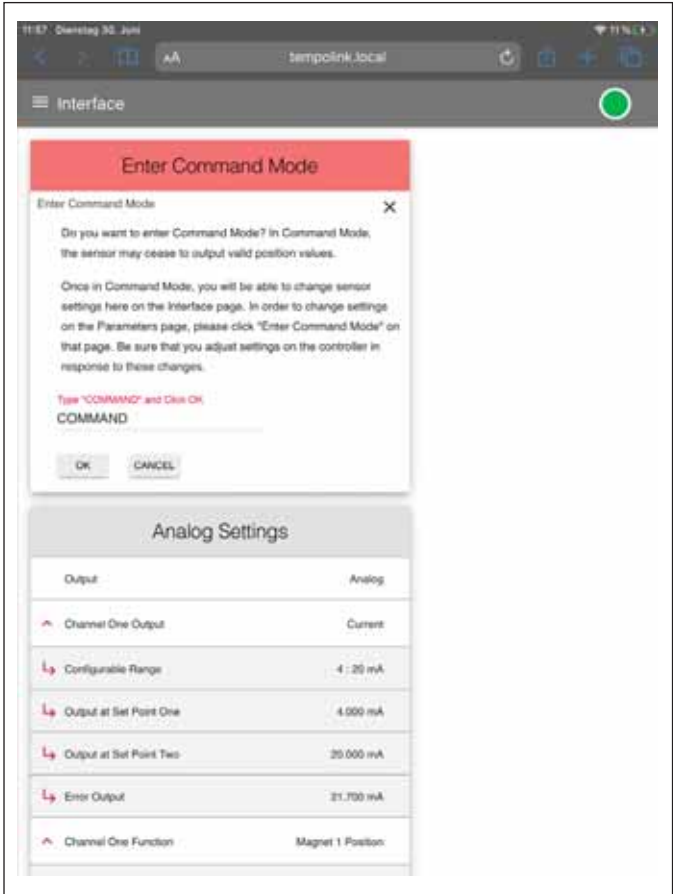 11:57 Dienstag 30. Juni 11%
AA tempolink.local
Interface
Enter Command Mode
Enter Command Mode
Do you want to enter Command Mode? In Command Mode,
the sensor may cease to output valid position values.
Once in Command Mode, you will be able to change sensor
settings here on the Interface page. In order to change settings
on the Parameters page, please click "Enter Command Mode" on
that page. Be sure that you adjust settings on the controller in
response to these changes.
Type "COMMAND" and Click OK
COMMAND
OK CANCEL
Analog Settings
Output Analog
Channel One Output Current
Configurable Range 4 : 20 mA
Output at Set Point One 4.000 mA
Output at Set Point Two 20.000 mA
Error Output 21.700 mA
Channel One Function Magnet 1 Position